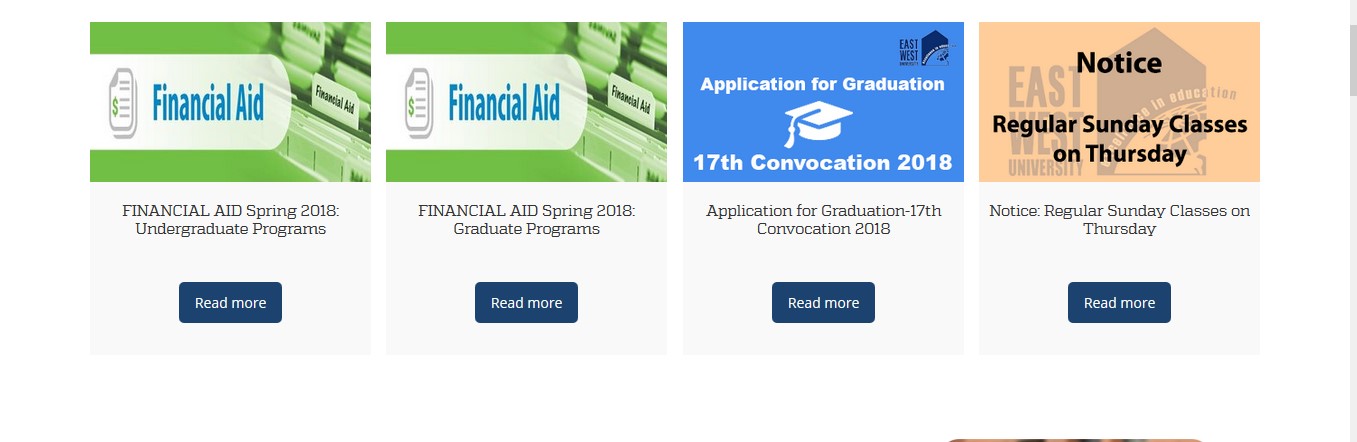 Financial Aid
Financial Aid
FINANCIAL AID Spring 2018:
Undergraduate Programs
Read more
Financial Aid
Financial Aid
FINANCIAL AID Spring 2018:
Graduate Programs
Read more
EAST
WEST
UNIVERSITY
Application for Graduation
17th Convocation 2018
Application for Graduation-17th
Convocation 2018
Read more
EAST
WEST
UNIVERSITY
in education
Notice
Regular Sunday Classes
on Thursday
Notice: Regular Sunday Classes on
Thursday
Read more